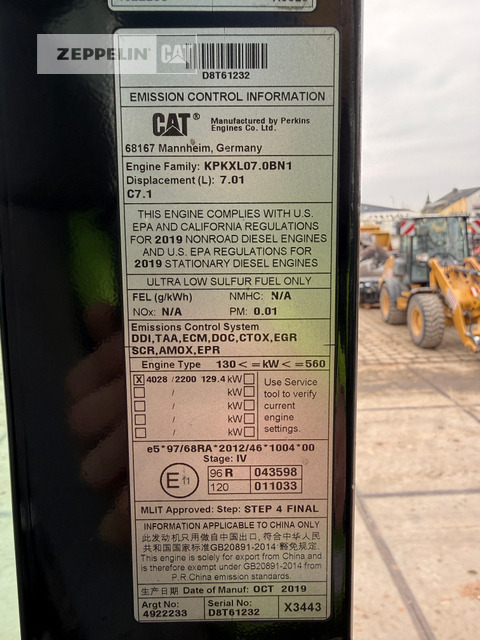 ZEPPELIN CAT
D8T61232
EMISSION CONTROL INFORMATION
CAT® Manufactured by Perkins
Engines Co. Ltd.
68167 Mannheim, Germany
Engine Family: KPKXL07.0BN1
Displacement (L): 7.01
C7.1
THIS ENGINE COMPLIES WITH U.S.
EPA AND CALIFORNIA REGULATIONS
FOR 2019 NONROAD DIESEL ENGINES
AND U.S. EPA REGULATIONS FOR
2019 STATIONARY DIESEL ENGINES
ULTRA LOW SULFUR FUEL ONLY
FEL (g/kWh) NMHC: N/A
NOx: N/A PM: 0.01
Emissions Control System
DDI,TAA,ECM,DOC,CTOX,EGR
SCR,AMOX,EPR
Engine Type 130<=kW<=560
X 4028 /2200 129.4 kW
/ kW
/ kW
/ kW
/ kW
Use Service
tool to verify
current
engine
settings.
e5*97/68RA*2012/46*1004*00
Stage: IV
E11
96 R 043598
120 011033
MLIT Approved: Step: STEP 4 FINAL
INFORMATION APPLICABLE TO CHINA ONLY
此发动机只用做自中国出口, 符合中华人民
共和国国家标准GB20891-2014 豁免规定.
This engine is solely for export from China and
is therefore exempt under GB20891-2014 from
P.R.China emission standards.
生产日期 Date of Manuf: OCT 2019
Argt No:
4922233
Serial No:
D8T61232
X3443